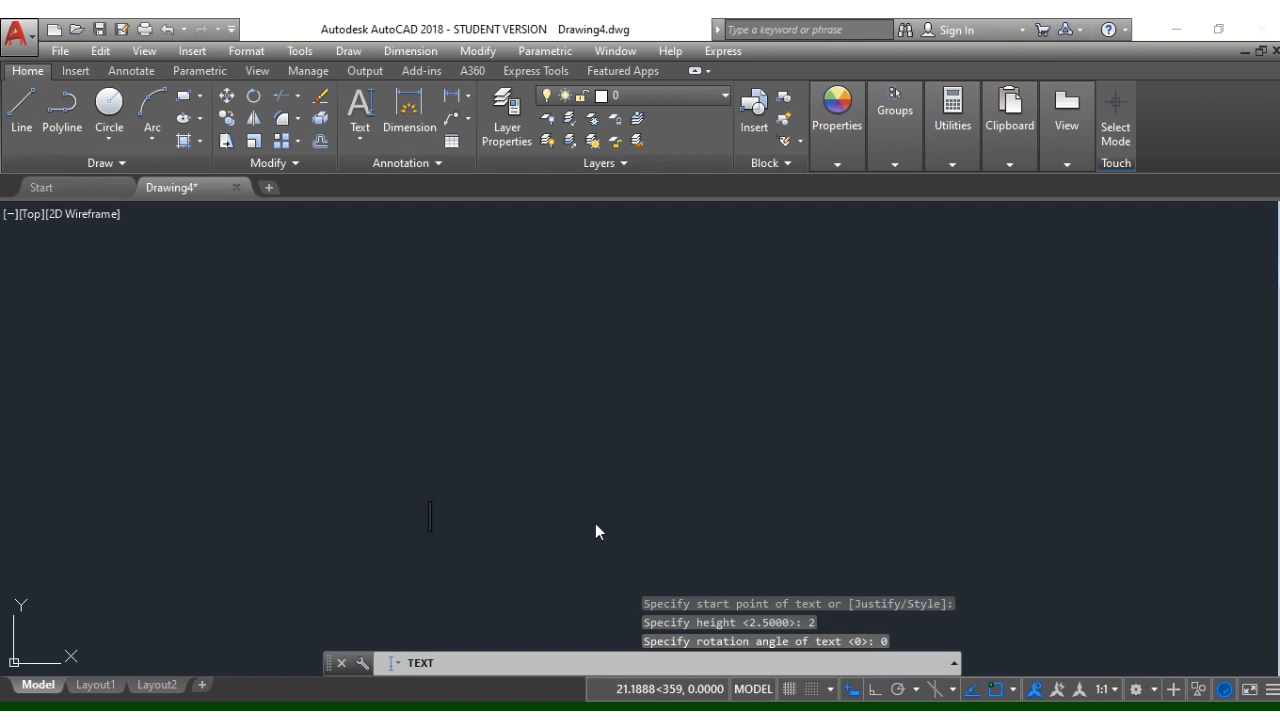 Autodesk AutoCAD 2018 - STUDENT VERSION Drawing4.dwg
Type a keyword or phrase
Sign In
File Edit View Insert Format Tools Draw Dimension Modify Parametric Window Help Express
Home Insert Annotate Parametric View Manage Output Add-ins A360 Express Tools Featured Apps
0
Line Polyline Circle Arc
Text Dimension
Layer
Properties
Insert
Properties
Groups
Utilities
Clipboard
View
Select
Mode
Draw Modify Annotation Layers Block Touch
Start Drawing4*
[−][Top][2D Wireframe]
Y
X
Specify start point of text or [Justify/Style]:
Specify height <2.5000>: 2
Specify rotation angle of text <0>: 0
TEXT
Model Layout1 Layout2
21.1888<359, 0.0000 MODEL 1:1